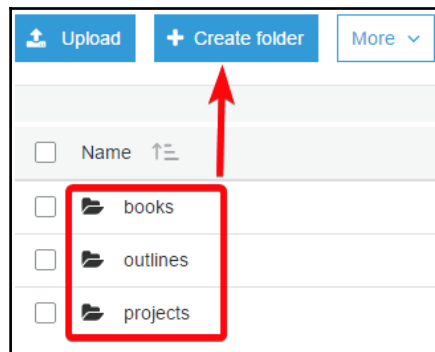 Upload + Create folder More
Name
books
outlines
projects